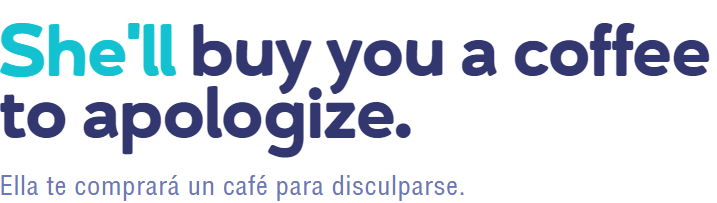 She'll buy you a coffee
to apologize.
Ella te comprará un café para disculparse.